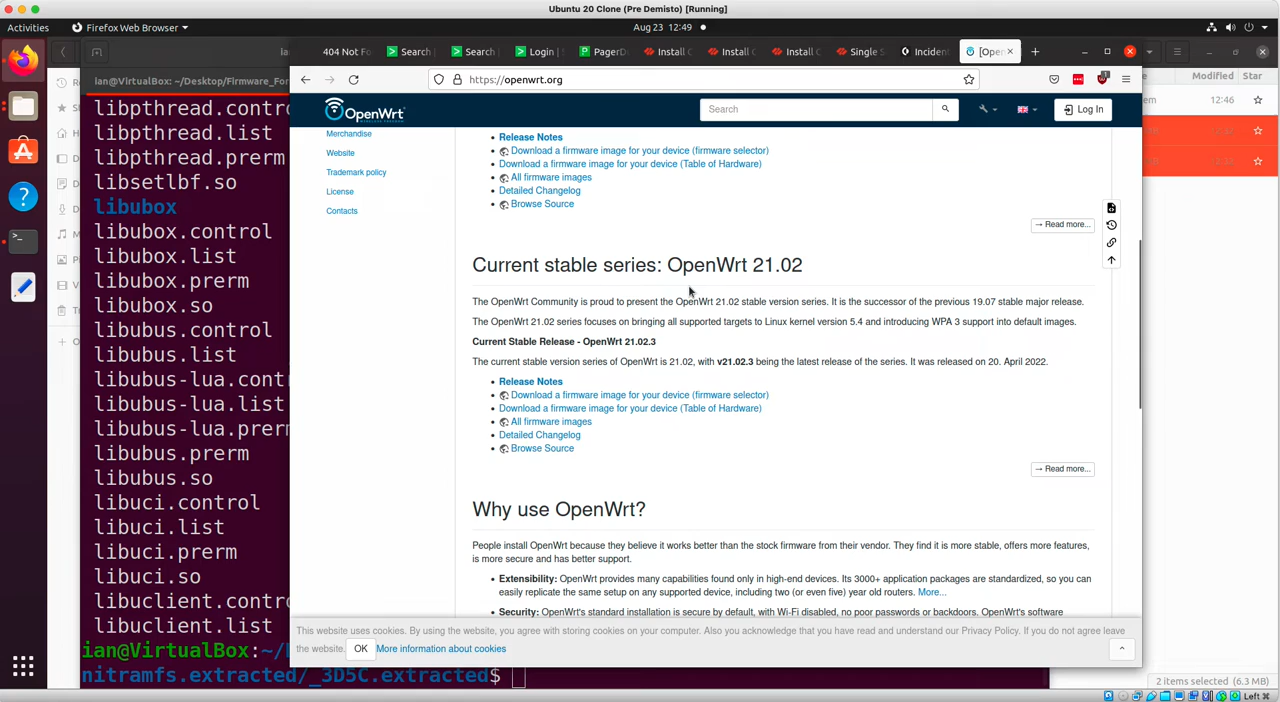 Ubuntu 20 Clone (Pre Demisto) [Running]
Activities
Firefox Web Browser
Aug 23 12:49
404 Not Fo
Search
Search
Login |
PagerD
Install C
Install C
Install C
Single S
Incident
[Open
ian@VirtualBox: ~/Desktop/Firmware_For
https://openwrt.org
Modified
Star
12:46
OpenWrt
Search
Log In
Merchandise
Website
Trademark policy
License
Contacts
Release Notes
Download a firmware image for your device (firmware selector)
Download a firmware image for your device (Table of Hardware)
All firmware images
Detailed Changelog
Browse Source
→ Read more...
Current stable series: OpenWrt 21.02
The OpenWrt Community is proud to present the OpenWrt 21.02 stable version series. It is the successor of the previous 19.07 stable major release.
The OpenWrt 21.02 series focuses on bringing all supported targets to Linux kernel version 5.4 and introducing WPA 3 support into default images.
Current Stable Release - OpenWrt 21.02.3
The current stable version series of OpenWrt is 21.02, with v21.02.3 being the latest release of the series. It was released on 20. April 2022.
Release Notes
Download a firmware image for your device (firmware selector)
Download a firmware image for your device (Table of Hardware)
All firmware images
Detailed Changelog
Browse Source
→ Read more...
Why use OpenWrt?
People install OpenWrt because they believe it works better than the stock firmware from their vendor. They find it is more stable, offers more features,
is more secure and has better support.
Extensibility: OpenWrt provides many capabilities found only in high-end devices. Its 3000+ application packages are standardized, so you can
easily replicate the same setup on any supported device, including two (or even five) year old routers. More...
Security: OpenWrt's standard installation is secure by default, with Wi-Fi disabled, no poor passwords or backdoors. OpenWrt's software
This website uses cookies. By using the website, you agree with storing cookies on your computer. Also you acknowledge that you have read and understand our Privacy Policy. If you do not agree leave
the website.
OK
More information about cookies
libpthread.contro
libpthread.list
libpthread.prerm
libsetlbf.so
libubox
libubox.control
libubox.list
libubox.prerm
libubox.so
libubus.control
libubus.list
libubus-lua.contr
libubus-lua.list
libubus-lua.prerm
libubus.prerm
libubus.so
libuci.control
libuci.list
libuci.prerm
libuci.so
libuclient.contro
libuclient.list
ian@VirtualBox:~/
nitramfs.extracted/_3D5C.extracted$
2 items selected (6.3 MB)
Left ⌘